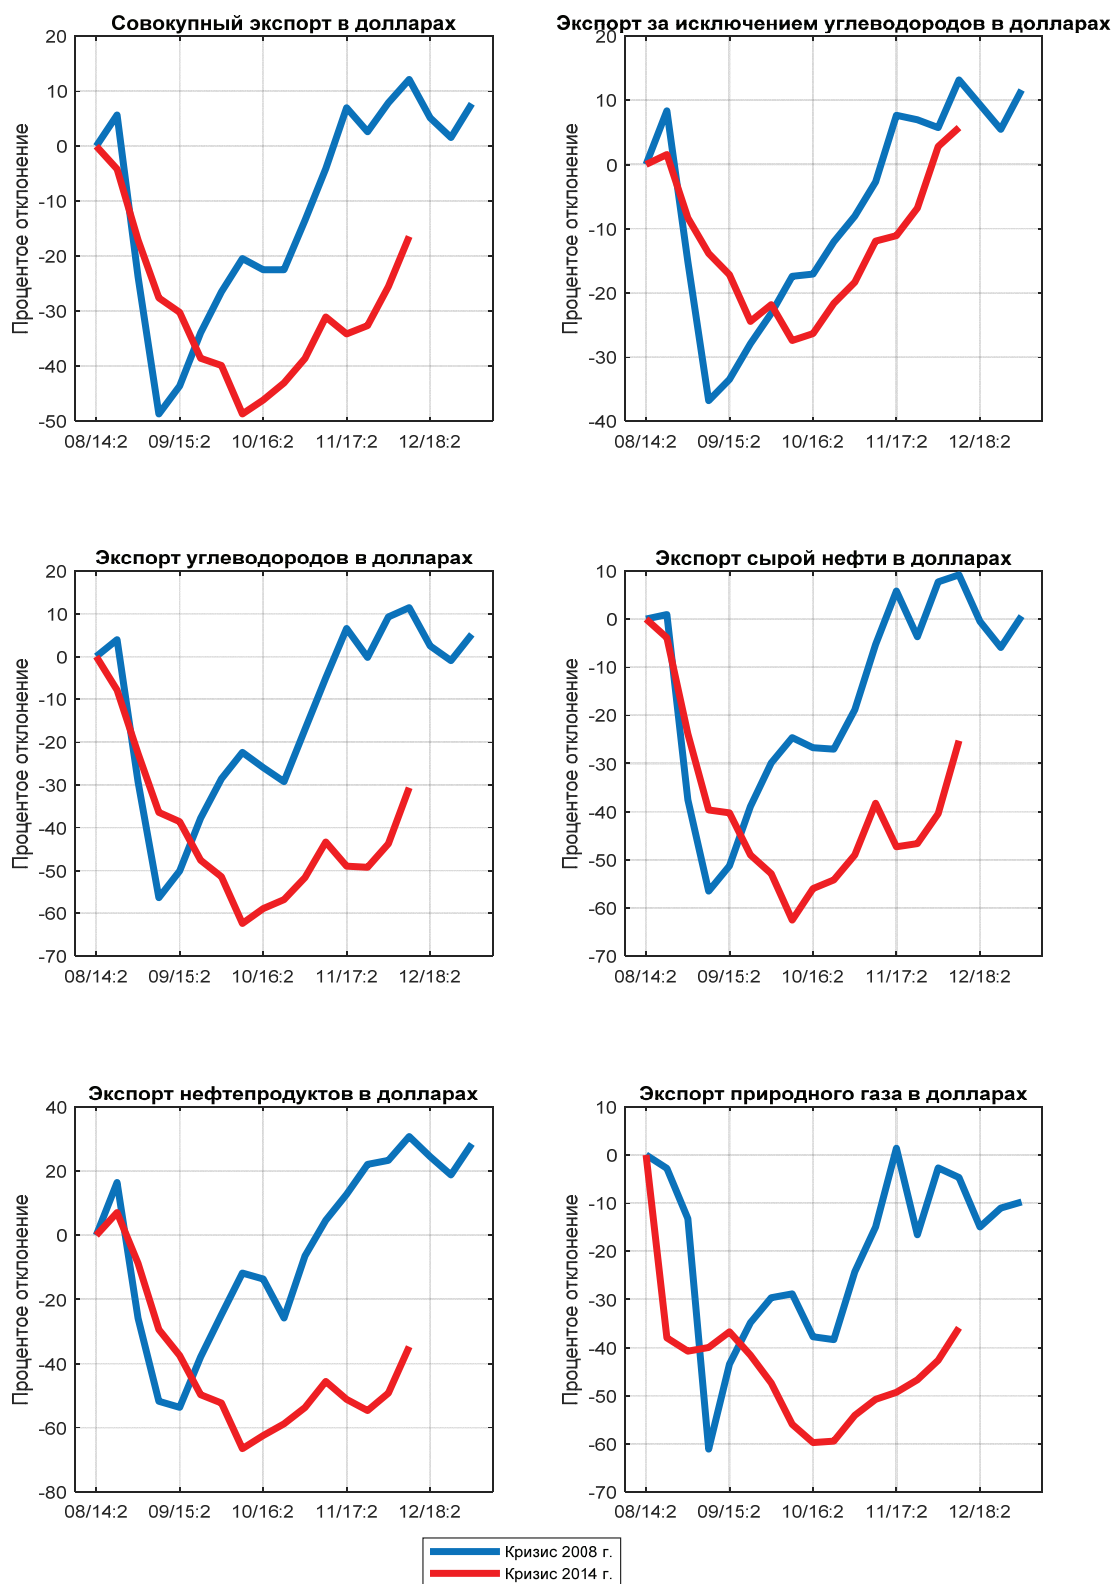 Совокупный экспорт в долларах
Процентое отклонение
20
10
0
-10
-20
-30
-40
-50
08/14:2 09/15:2 10/16:2 11/17:2 12/18:2
Экспорт за исключением углеводородов в долларах
Процентое отклонение
20
10
0
-10
-20
-30
-40
08/14:2 09/15:2 10/16:2 11/17:2 12/18:2
Экспорт углеводородов в долларах
Процентое отклонение
20
10
0
-10
-20
-30
-40
-50
-60
-70
08/14:2 09/15:2 10/16:2 11/17:2 12/18:2
Экспорт сырой нефти в долларах
Процентое отклонение
10
0
-10
-20
-30
-40
-50
-60
-70
08/14:2 09/15:2 10/16:2 11/17:2 12/18:2
Экспорт нефтепродуктов в долларах
Процентое отклонение
40
20
0
-20
-40
-60
-80
08/14:2 09/15:2 10/16:2 11/17:2 12/18:2
Экспорт природного газа в долларах
Процентое отклонение
10
0
-10
-20
-30
-40
-50
-60
-70
08/14:2 09/15:2 10/16:2 11/17:2 12/18:2
Кризис 2008 г.
Кризис 2014 г.